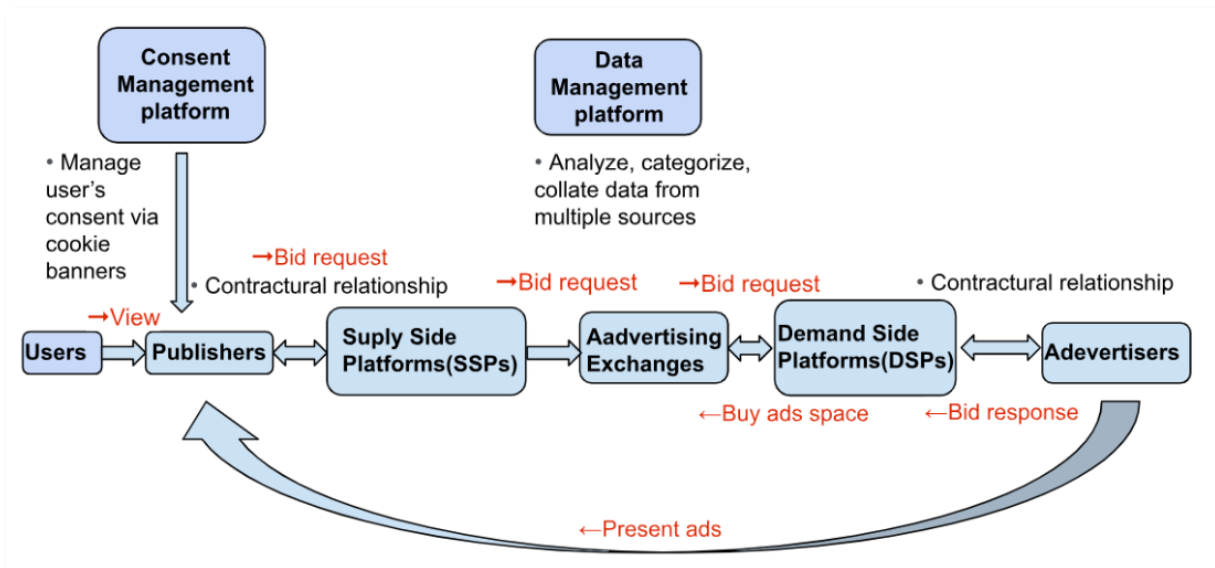 Consent
Management
platform
Data
Management
platform
• Manage
user's
consent via
cookie
banners
• Analyze, categorize,
collate data from
multiple sources
→Bid request
• Contractural relationship
→Bid request
→Bid request
• Contractural relationship
→View
Users
Publishers
Suply Side
Platforms(SSPs)
Aadvertising
Exchanges
Demand Side
Platforms(DSPs)
Adevertisers
←Buy ads space
←Bid response
←Present ads